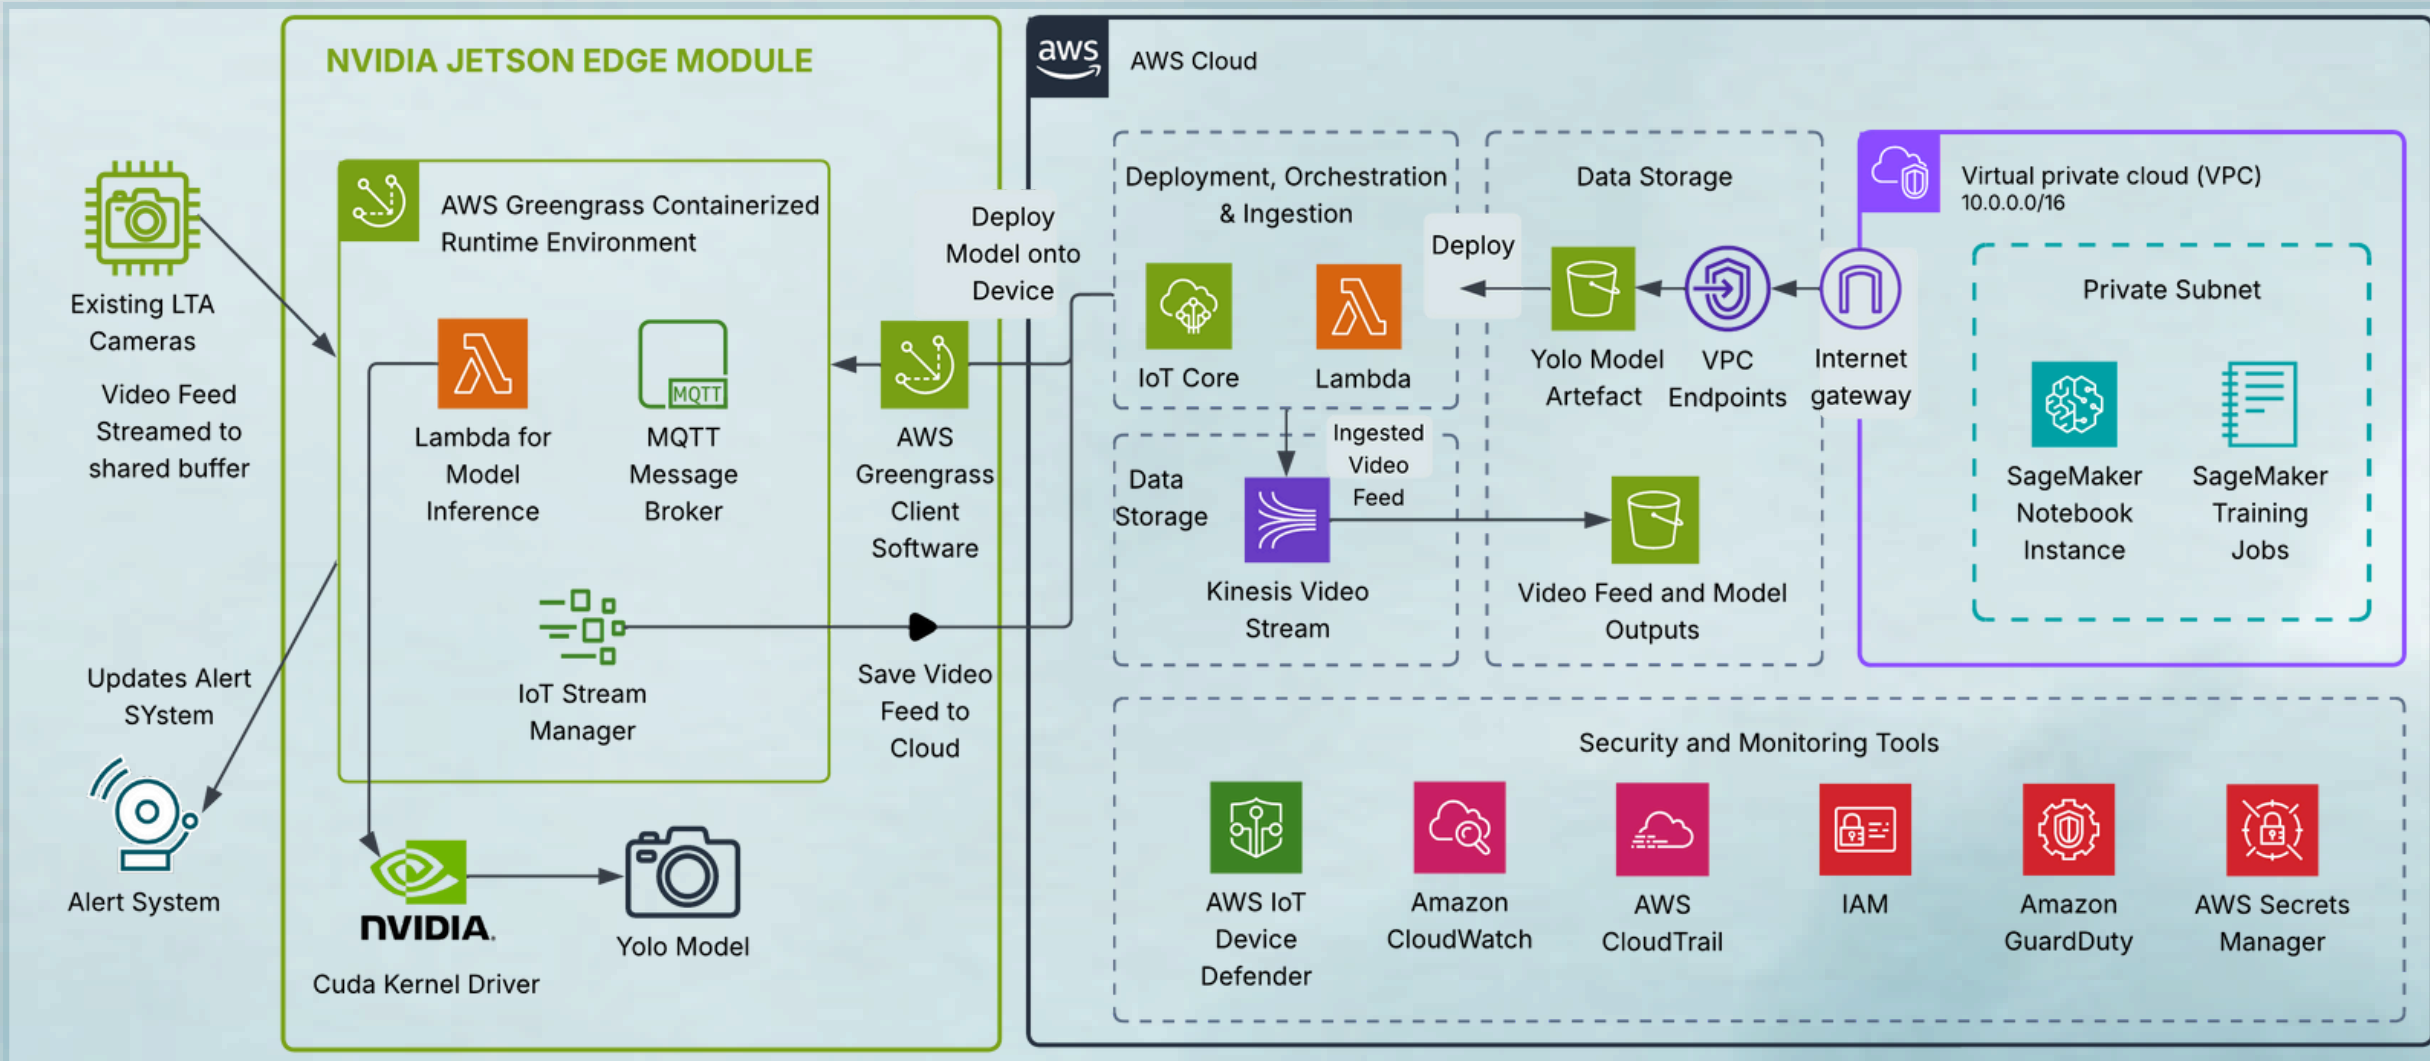 NVIDIA JETSON EDGE MODULE
aws
AWS Cloud
Existing LTA
Cameras
Video Feed
Streamed to
shared buffer
Updates Alert
SYstem
Alert System
AWS Greengrass Containerized
Runtime Environment
Lambda for
Model
Inference
MQTT
MQTT
Message
Broker
IoT Stream
Manager
NVIDIA.
Cuda Kernel Driver
Yolo Model
Deploy
Model onto
Device
AWS
Greengrass
Client
Software
Save Video
Feed to
Cloud
Deployment, Orchestration
& Ingestion
IoT Core
Lambda
Deploy
Data
Storage
Ingested
Video
Feed
Kinesis Video
Stream
Data Storage
Yolo Model
Artefact
VPC
Endpoints
Internet
gateway
Video Feed and Model
Outputs
Virtual private cloud (VPC)
10.0.0.0/16
Private Subnet
SageMaker
Notebook
Instance
SageMaker
Training
Jobs
Security and Monitoring Tools
AWS IoT
Device
Defender
Amazon
CloudWatch
AWS
CloudTrail
IAM
Amazon
GuardDuty
AWS Secrets
Manager